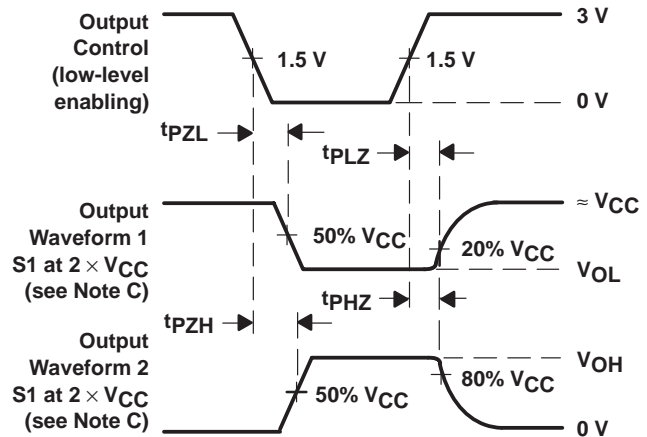 Output
Control
(low-level
enabling)
3 V
1.5 V
1.5 V
0 V
tPZL
tPLZ
Output
Waveform 1
S1 at 2 × VCC
(see Note C)
≈ VCC
50% VCC
20% VCC
VOL
tPHZ
tPZH
Output
Waveform 2
S1 at 2 × VCC
(see Note C)
VOH
50% VCC
80% VCC
0 V